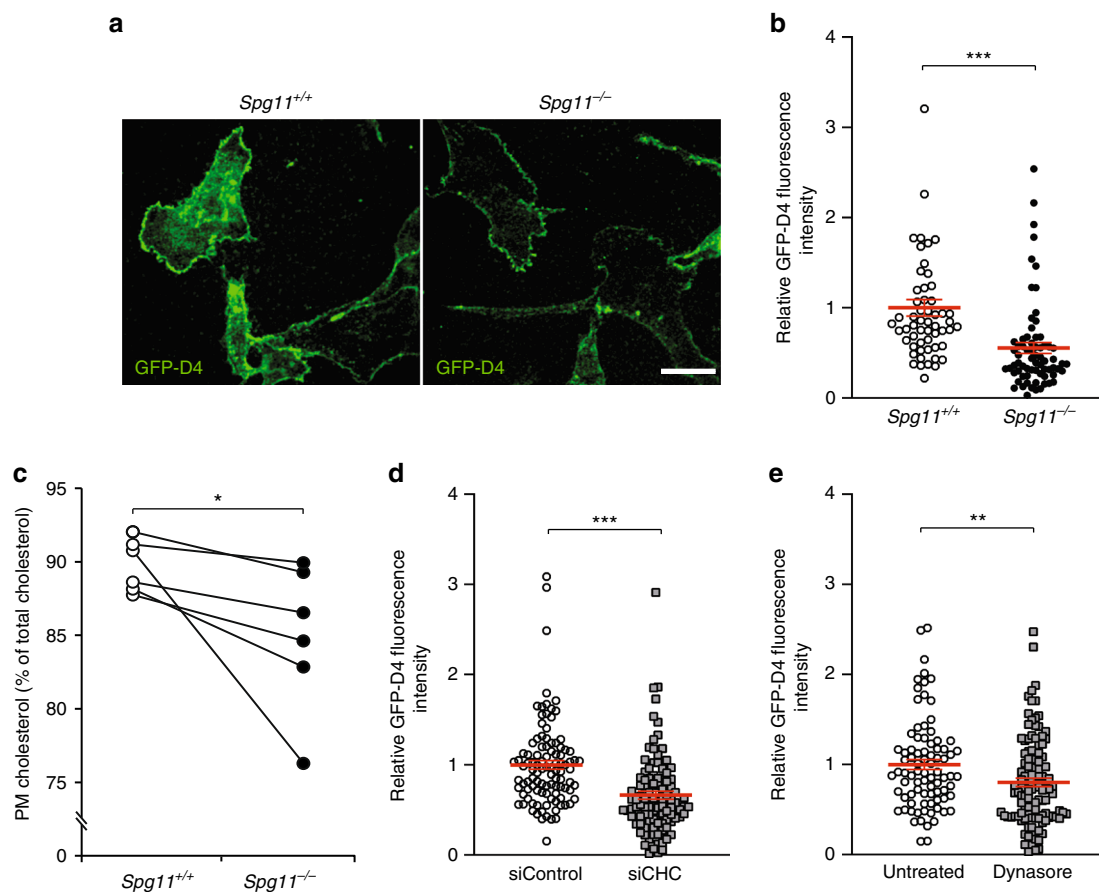 a
Spg11+/+
Spg11−/−
GFP-D4
GFP-D4
b
Relative GFP-D4 fluorescence
intensity
4
3
2
1
0
***
Spg11+/+
Spg11−/−
c
PM cholesterol (% of total cholesterol)
95
90
85
80
75
0
*
Spg11+/+
Spg11−/−
d
Relative GFP-D4 fluorescence
intensity
4
3
2
1
0
***
siControl
siCHC
e
Relative GFP-D4 fluorescence
intensity
4
3
2
1
0
**
Untreated
Dynasore